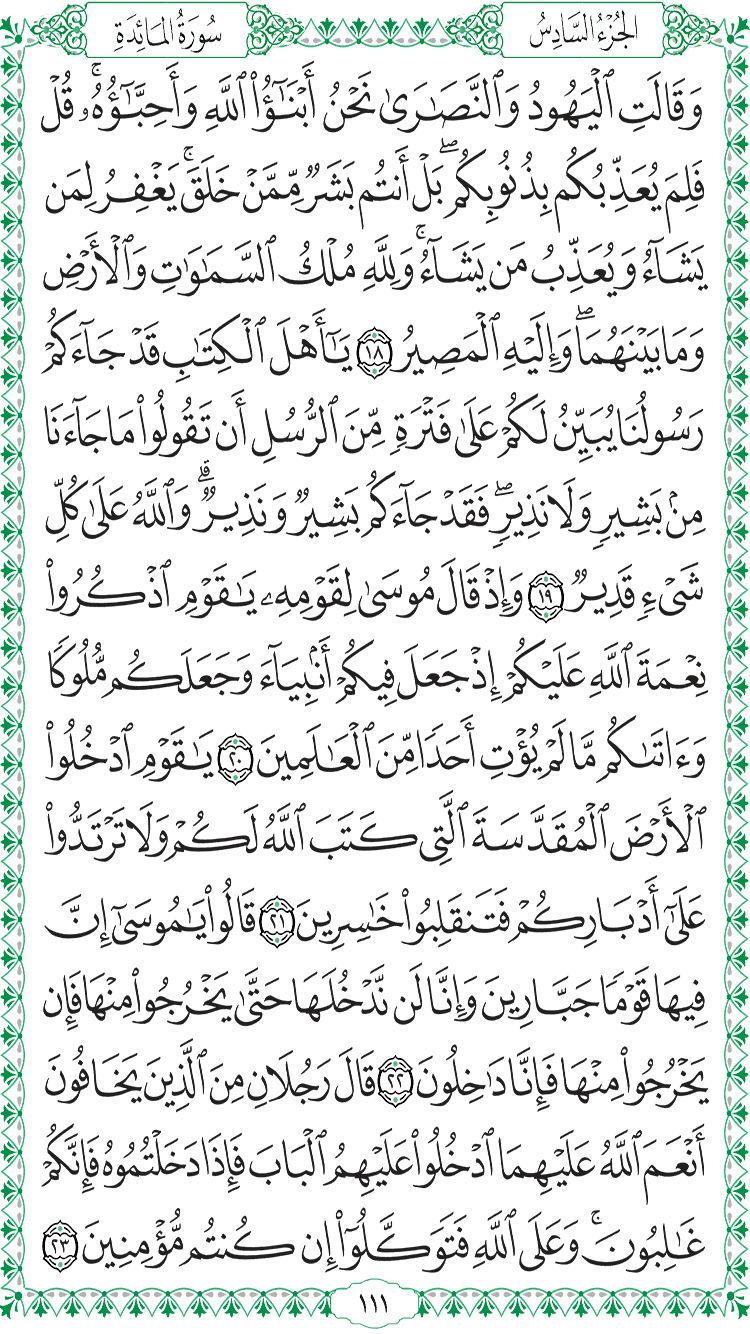 الجُزْءُ السَّادِسُ
سُورَةُ المَائِدَةِ
وَقَالَتِ ٱلْيَهُودُ وَٱلنَّصَٰرَىٰ نَحْنُ أَبْنَٰٓؤُا۟ ٱللَّهِ وَأَحِبَّٰٓؤُهُۥ ۚ قُلْ
فَلِمَ يُعَذِّبُكُم بِذُنُوبِكُم ۖ بَلْ أَنتُم بَشَرٌ مِّمَّنْ خَلَقَ ۚ يَغْفِرُ لِمَن
يَشَآءُ وَيُعَذِّبُ مَن يَشَآءُ ۚ وَلِلَّهِ مُلْكُ ٱلسَّمَٰوَٰتِ وَٱلْأَرْضِ
وَمَا بَيْنَهُمَا ۖ وَإِلَيْهِ ٱلْمَصِيرُ ١٨ يَٰٓأَهْلَ ٱلْكِتَٰبِ قَدْ جَآءَكُمْ
رَسُولُنَا يُبَيِّنُ لَكُمْ عَلَىٰ فَتْرَةٍ مِّنَ ٱلرُّسُلِ أَن تَقُولُوا۟ مَا جَآءَنَا
مِنۢ بَشِيرٍ وَلَا نَذِيرٍ ۖ فَقَدْ جَآءَكُم بَشِيرٌ وَنَذِيرٌ ۗ وَٱللَّهُ عَلَىٰ كُلِّ
شَىْءٍ قَدِيرٌ ١٩ وَإِذْ قَالَ مُوسَىٰ لِقَوْمِهِۦ يَٰقَوْمِ ٱذْكُرُوا۟
نِعْمَةَ ٱللَّهِ عَلَيْكُمْ إِذْ جَعَلَ فِيكُمْ أَنۢبِيَآءَ وَجَعَلَكُم مُّلُوكًا
وَءَاتَىٰكُم مَّا لَمْ يُؤْتِ أَحَدًا مِّنَ ٱلْعَٰلَمِينَ ٢٠ يَٰقَوْمِ ٱدْخُلُوا۟
ٱلْأَرْضَ ٱلْمُقَدَّسَةَ ٱلَّتِى كَتَبَ ٱللَّهُ لَكُمْ وَلَا تَرْتَدُّوا۟
عَلَىٰٓ أَدْبَارِكُمْ فَتَنقَلِبُوا۟ خَٰسِرِينَ ٢١ قَالُوا۟ يَٰمُوسَىٰٓ إِنَّ
فِيهَا قَوْمًا جَبَّارِينَ وَإِنَّا لَن نَّدْخُلَهَا حَتَّىٰ يَخْرُجُوا۟ مِنْهَا فَإِن
يَخْرُجُوا۟ مِنْهَا فَإِنَّا دَٰخِلُونَ ٢٢ قَالَ رَجُلَانِ مِنَ ٱلَّذِينَ يَخَافُونَ
أَنْعَمَ ٱللَّهُ عَلَيْهِمَا ٱدْخُلُوا۟ عَلَيْهِمُ ٱلْبَابَ فَإِذَا دَخَلْتُمُوهُ فَإِنَّكُمْ
غَٰلِبُونَ ۚ وَعَلَى ٱللَّهِ فَتَوَكَّلُوٓا۟ إِن كُنتُم مُّؤْمِنِينَ ٢٣
١١١